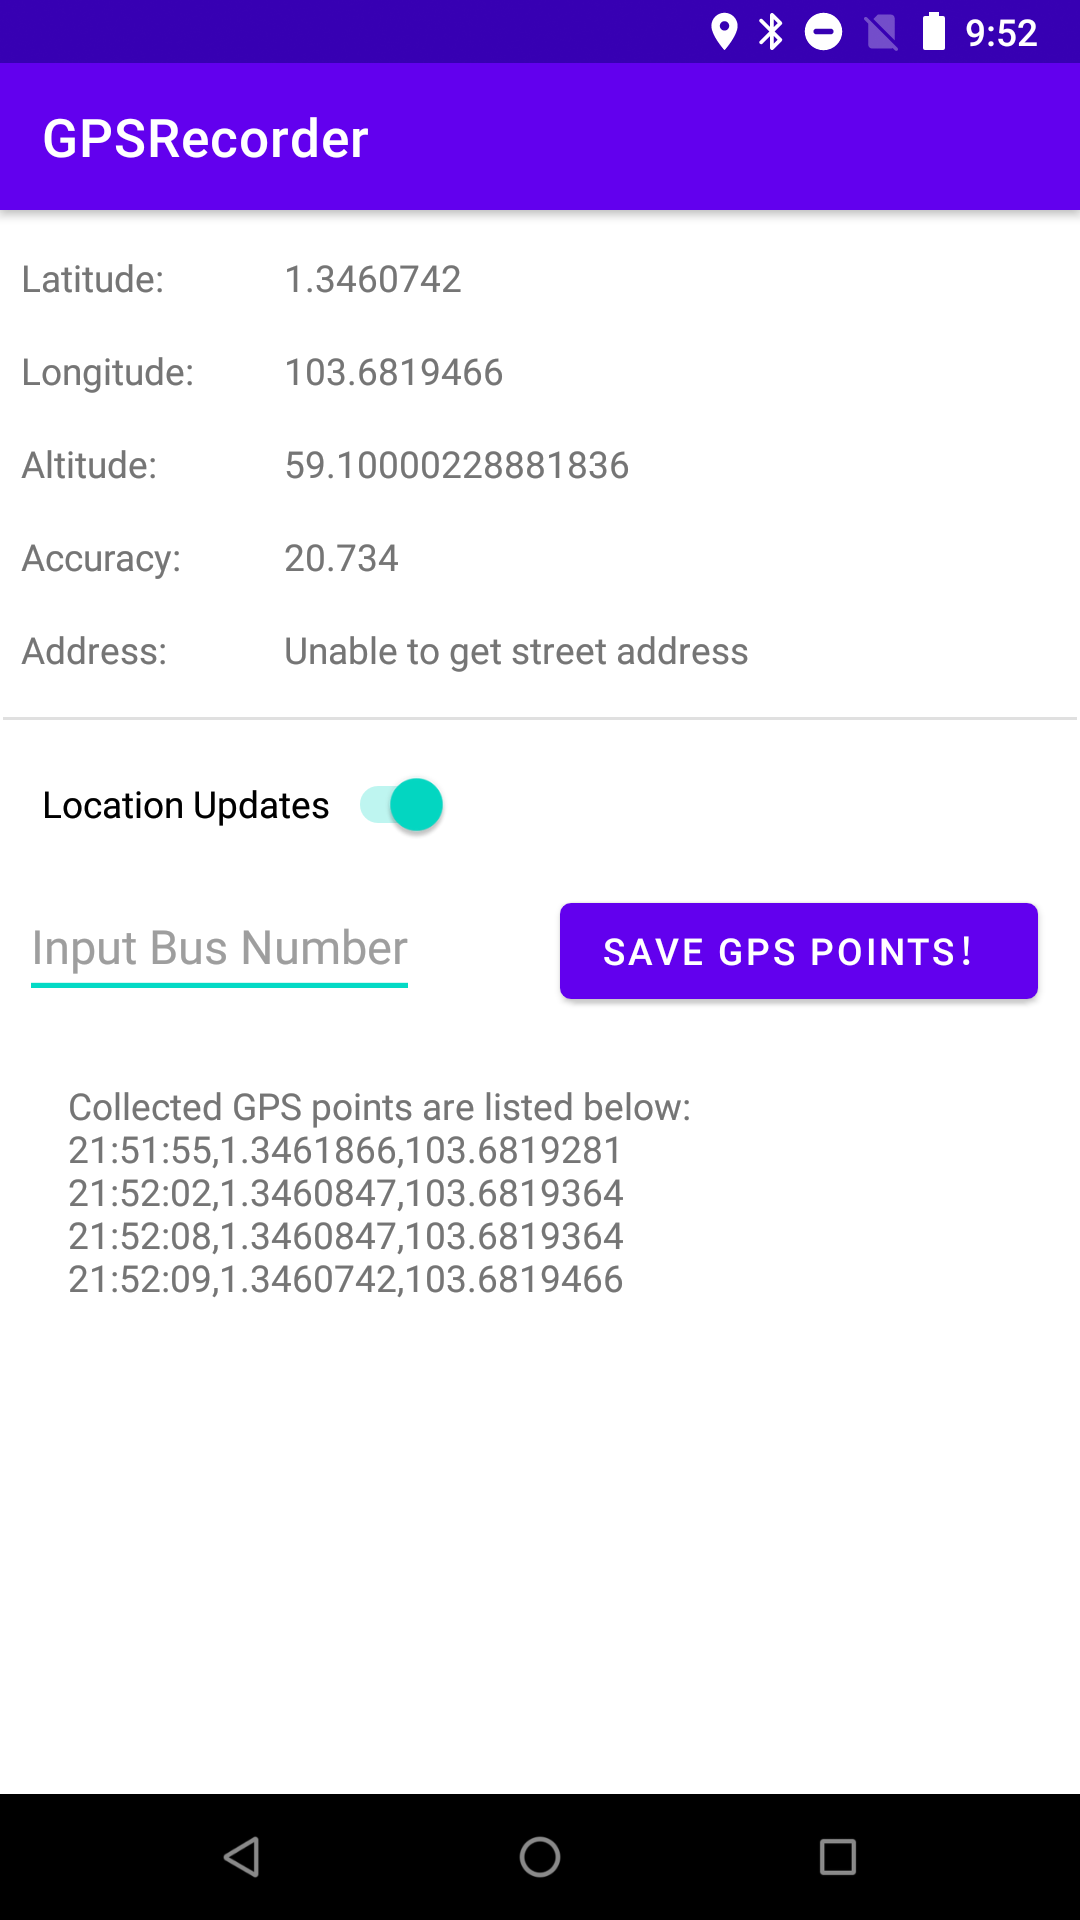 9:52
GPSRecorder
Latitude: 1.3460742
Longitude: 103.6819466
Altitude: 59.10000228881836
Accuracy: 20.734
Address: Unable to get street address
Location Updates
Input Bus Number
SAVE GPS POINTS!
Collected GPS points are listed below:
21:51:55,1.3461866,103.6819281
21:52:02,1.3460847,103.6819364
21:52:08,1.3460847,103.6819364
21:52:09,1.3460742,103.6819466